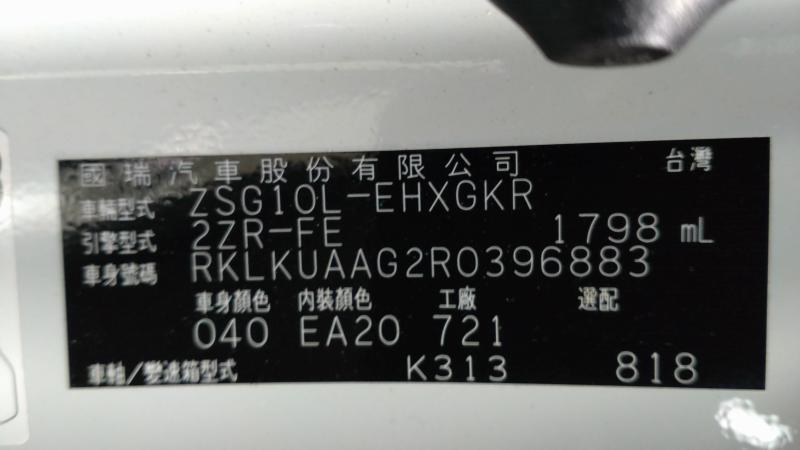 國瑞汽車股份有限公司 台灣
車輛型式 ZSG10L-EHXGKR
引擎型式 2ZR-FE 1798 mL
車身號碼 RKLKUAAG2R0396883
車身顏色 內裝顏色 工廠 選配
040 EA20 721
車軸/變速箱型式 K313 818